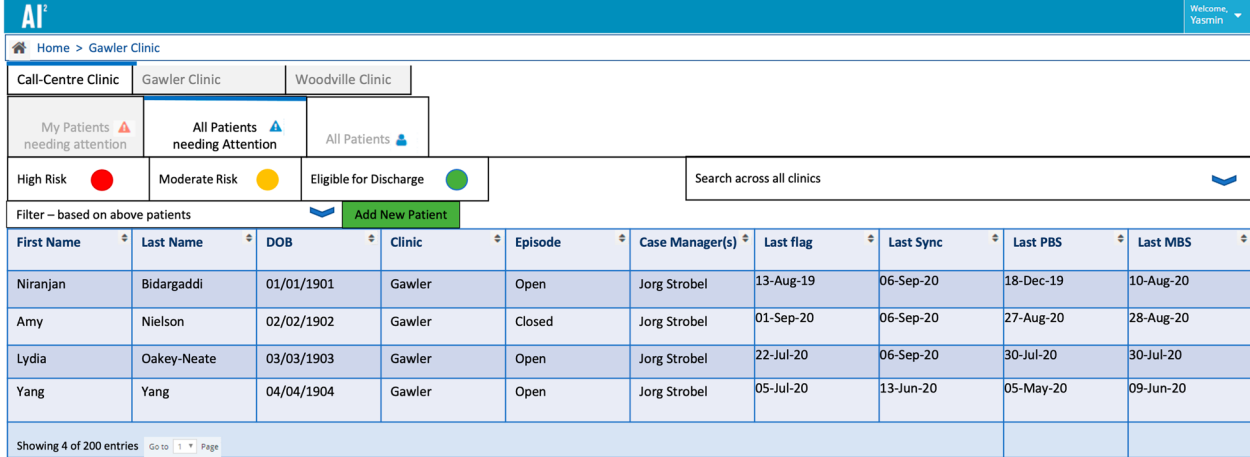 AI²
Welcome,
Yasmin
Home > Gawler Clinic
Call-Centre Clinic Gawler Clinic Woodville Clinic
My Patients
needing attention
All Patients
needing Attention
All Patients
High Risk Moderate Risk Eligible for Discharge Search across all clinics
Filter – based on above patients Add New Patient
First Name Last Name DOB Clinic Episode Case Manager(s) Last flag Last Sync Last PBS Last MBS
Niranjan Bidargaddi 01/01/1901 Gawler Open Jorg Strobel 13-Aug-19 06-Sep-20 18-Dec-19 10-Aug-20
Amy Nielson 02/02/1902 Gawler Closed Jorg Strobel 01-Sep-20 06-Sep-20 27-Aug-20 28-Aug-20
Lydia Oakey-Neate 03/03/1903 Gawler Open Jorg Strobel 22-Jul-20 06-Sep-20 30-Jul-20 30-Jul-20
Yang Yang 04/04/1904 Gawler Open Jorg Strobel 05-Jul-20 13-Jun-20 05-May-20 09-Jun-20
Showing 4 of 200 entries Go to 1 Page